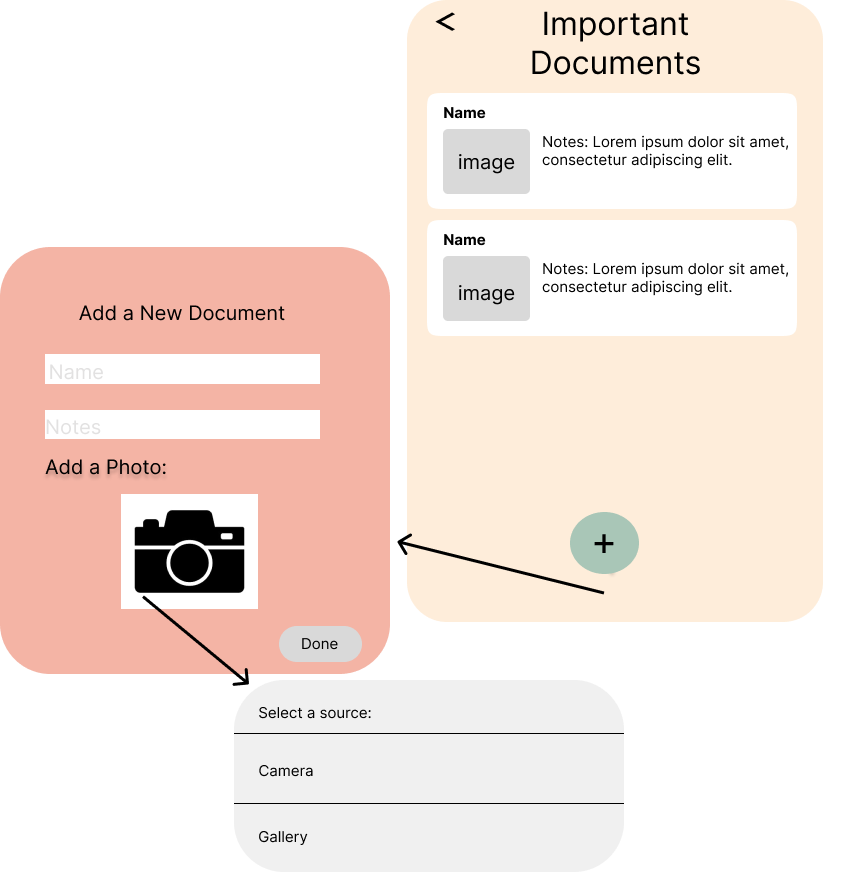 <
Important
Documents
Name
image
Notes: Lorem ipsum dolor sit amet,
consectetur adipiscing elit.
Name
image
Notes: Lorem ipsum dolor sit amet,
consectetur adipiscing elit.
+
Add a New Document
Name
Notes
Add a Photo:
Done
Select a source:
Camera
Gallery